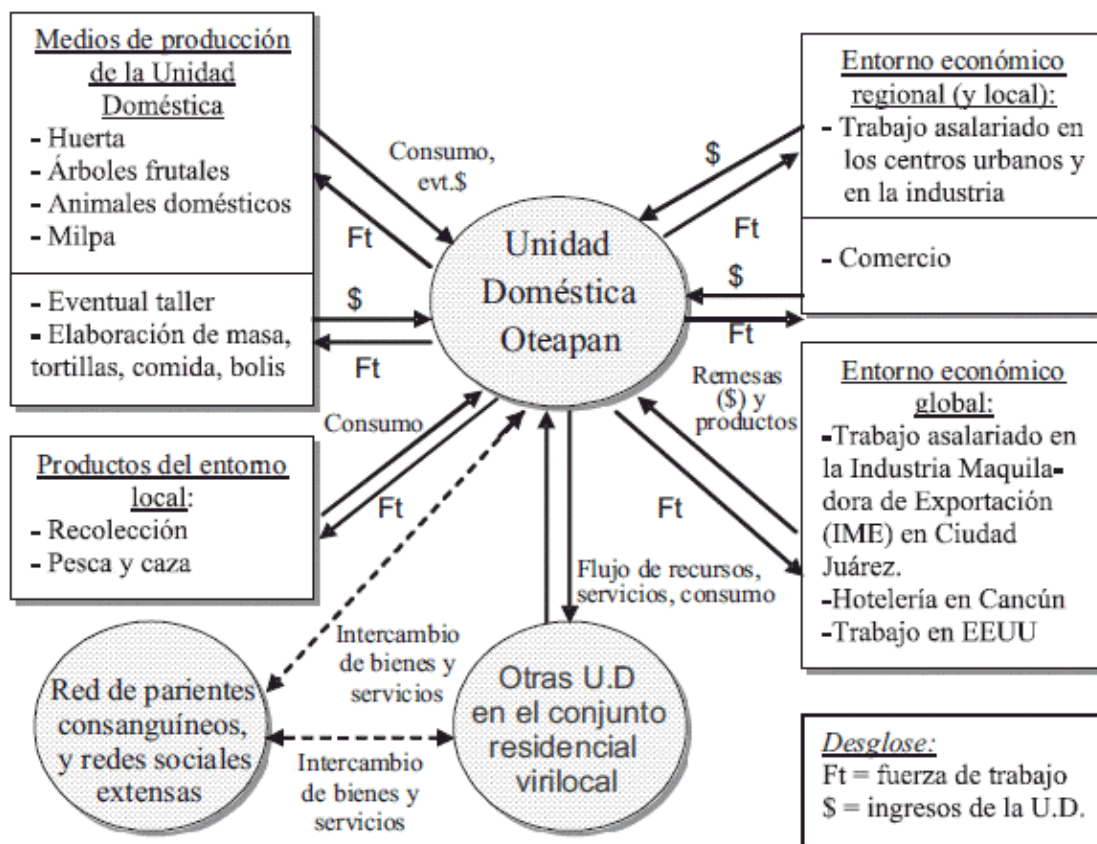 Medios de producción
de la Unidad
Doméstica
- Huerta
- Árboles frutales
- Animales domésticos
- Milpa
- Eventual taller
- Elaboración de masa,
tortillas, comida, bolis
Productos del entorno
local:
- Recolección
- Pesca y caza
Consumo,
evt.$
Ft
$
Ft
Consumo
Ft
Unidad
Doméstica
Oteapan
$
Ft
$
Ft
Remesas
($) y
productos
Ft
Entorno económico
regional (y local):
- Trabajo asalariado en
los centros urbanos y
en la industria
- Comercio
Entorno económico
global:
-Trabajo asalariado en
la Industria Maquila-
dora de Exportación
(IME) en Ciudad
Juárez.
-Hotelería en Cancún
-Trabajo en EEUU
Flujo de recursos,
servicios, consumo
Intercambio
de bienes y
servicios
Red de parientes
consanguíneos,
y redes sociales
extensas
Intercambio
de bienes y
servicios
Otras U.D
en el conjunto
residencial
virilocal
Desglose:
Ft = fuerza de trabajo
$ = ingresos de la U.D.